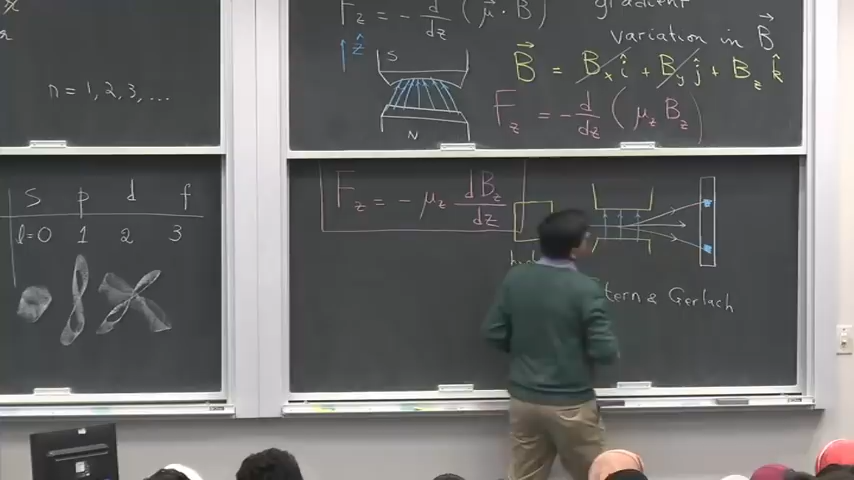 n = 1, 2, 3, ...
s p d f
l=0 1 2 3
F_z = - d/dz (μ⃗ · B⃗) gradient
variation in B⃗
ẑ
S
N
B⃗ = B_x î + B_y ĵ + B_z k̂
F_z = - d/dz (μ_z B_z)
F_z = - μ_z dB_z/dz
tern & Gerlach